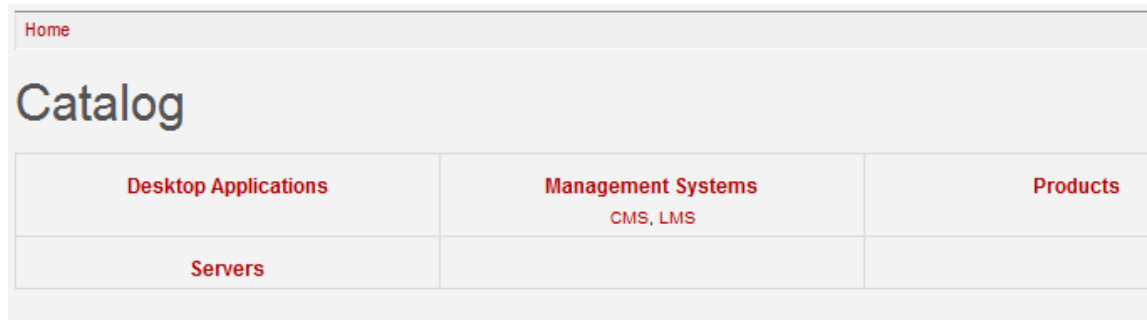 Home
Catalog
Desktop Applications
Management Systems
CMS, LMS
Products
Servers